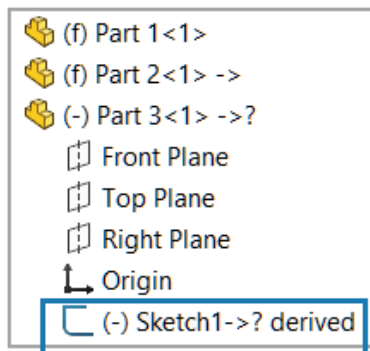 (f) Part 1<1>
(f) Part 2<1> ->
(-) Part 3<1> ->?
Front Plane
Top Plane
Right Plane
Origin
(-) Sketch1->? derived